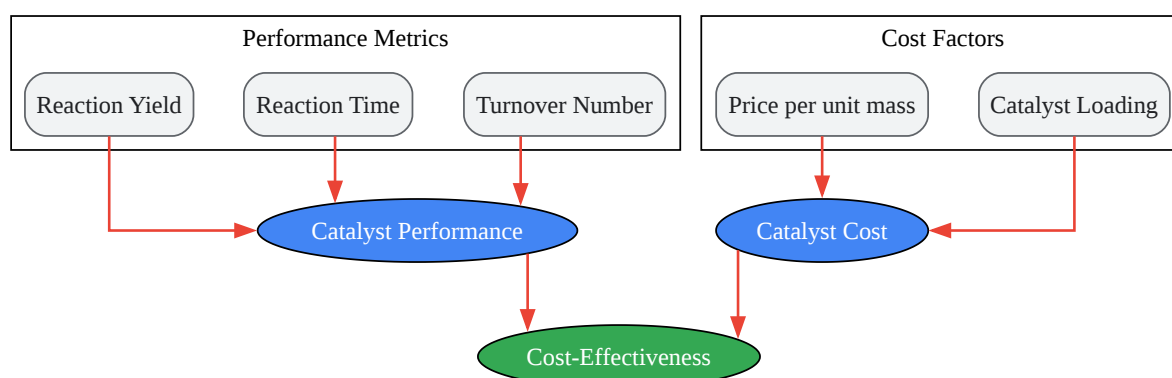 Performance Metrics
Cost Factors
Reaction Yield
Reaction Time
Turnover Number
Price per unit mass
Catalyst Loading
Catalyst Performance
Catalyst Cost
Cost-Effectiveness